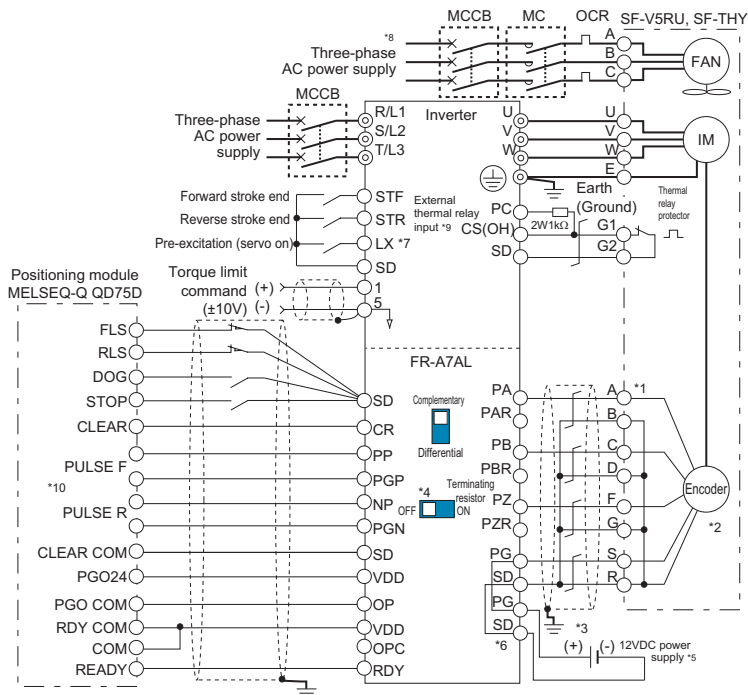 MCCB
MC
OCR
SF-V5RU, SF-THY
*8
Three-phase
AC power supply
A
B
C
FAN
MCCB
Three-phase
AC power
supply
R/L1
S/L2
T/L3
Inverter
U
V
W
E
U
V
W
IM
Earth
(Ground)
Thermal
relay
protector
Forward stroke end
Reverse stroke end
Pre-excitation (servo on)
STF
STR
LX *7
SD
External
thermal relay
input *9
PC
CS(OH)
SD
2W1kΩ
G1
G2
Positioning module
MELSEQ-Q QD75D
Torque limit
command
(±10V)
(+)
(-)
1
5
FLS
RLS
DOG
STOP
CLEAR
PULSE F
*10
PULSE R
CLEAR COM
PGO24
PGO COM
RDY COM
COM
READY
FR-A7AL
SD
CR
PP
PGP
NP
PGN
SD
VDD
OP
VDD
OPC
RDY
Complementary
Differential
Terminating
resistor
*4
OFF
ON
PA
PAR
PB
PBR
PZ
PZR
PG
SD
PG
SD
*6
A
*1
B
C
D
F
G
S
R
Encoder
*2
*3
(+)
(-)
12VDC power
supply *5